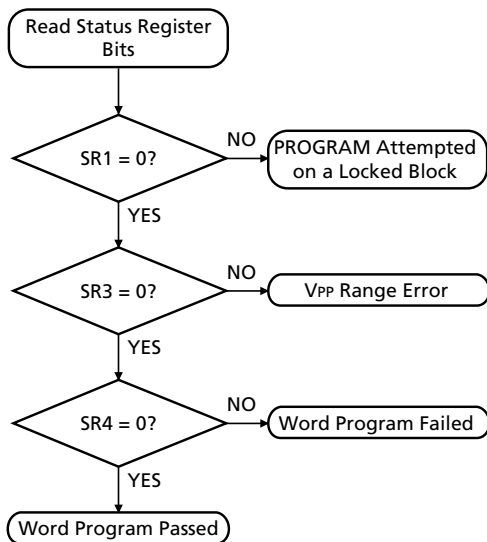 Read Status Register
Bits
SR1 = 0?
NO
PROGRAM Attempted
on a Locked Block
YES
SR3 = 0?
NO
VPP Range Error
YES
SR4 = 0?
NO
Word Program Failed
YES
Word Program Passed